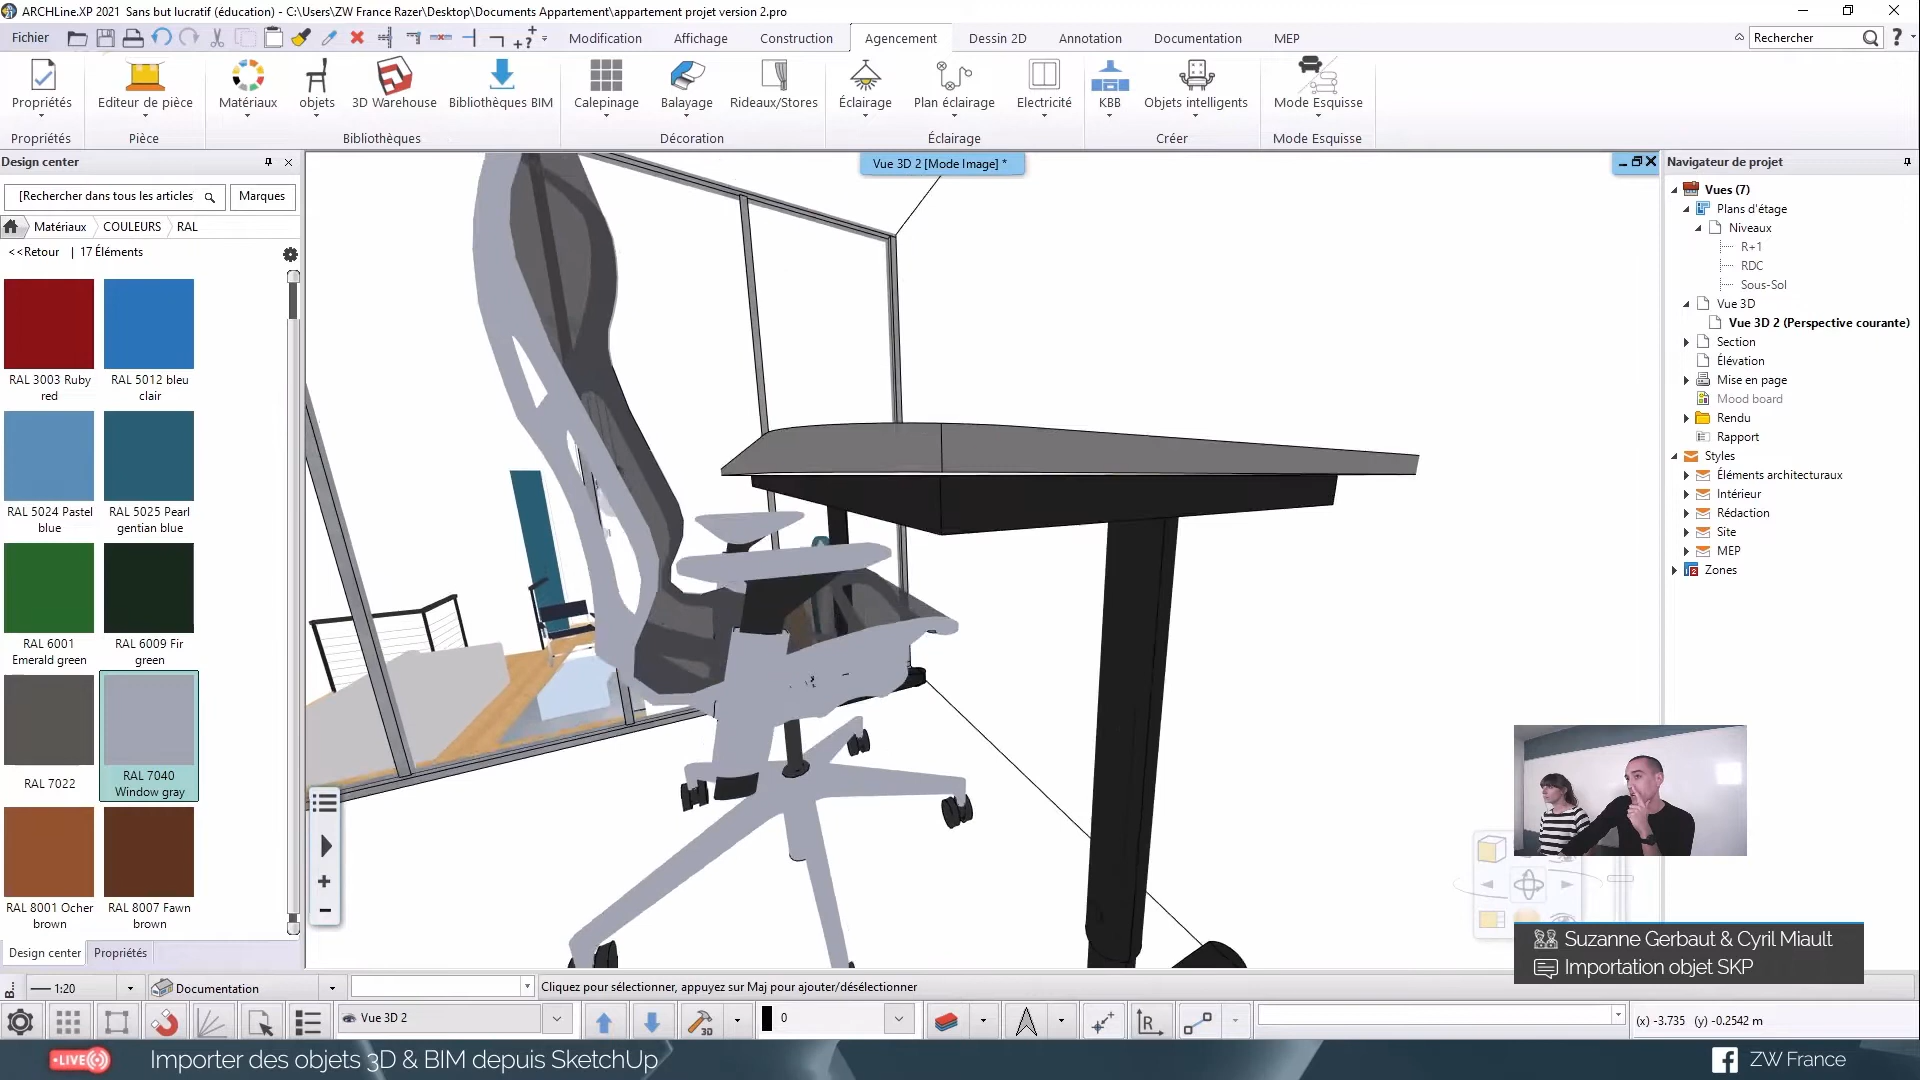 ARCHLine.XP 2021 Sans but lucratif (éducation) - C:\Users\ZW France Razer\Desktop\Documents Appartement\appartement projet version 2.pro
Fichier
Modification Affichage Construction Agencement Dessin 2D Annotation Documentation MEP
Rechercher
Propriétés Editeur de pièce Matériaux objets 3D Warehouse Bibliothèques BIM Calepinage Balayage Rideaux/Stores Éclairage Plan éclairage Electricité KBB Objets intelligents Mode Esquisse
Propriétés Pièce Bibliothèques Décoration Éclairage Créer Mode Esquisse
Design center
[Rechercher dans tous les articles
Marques
Matériaux COULEURS RAL
<<Retour | 17 Éléments
RAL 3003 Ruby
red
RAL 5012 bleu
clair
RAL 5024 Pastel
blue
RAL 5025 Pearl
gentian blue
RAL 6001
Emerald green
RAL 6009 Fir
green
RAL 7022
RAL 7040
Window gray
RAL 8001 Ocher
brown
RAL 8007 Fawn
brown
Design center Propriétés
Vue 3D 2 [Mode Image] *
Navigateur de projet
Vues (7)
Plans d'étage
Niveaux
R+1
RDC
Sous-Sol
Vue 3D
Vue 3D 2 (Perspective courante)
Section
Élévation
Mise en page
Mood board
Rendu
Rapport
Styles
Éléments architecturaux
Intérieur
Rédaction
Site
MEP
Zones
Suzanne Gerbaut & Cyril Miault
Importation objet SKP
1:20
Documentation
Cliquez pour sélectionner, appuyez sur Maj pour ajouter/désélectionner
Vue 3D 2
3D
0
R
(x) -3.735 (y) -0.2542 m
LIVE
Importer des objets 3D & BIM depuis SketchUp
ZW France